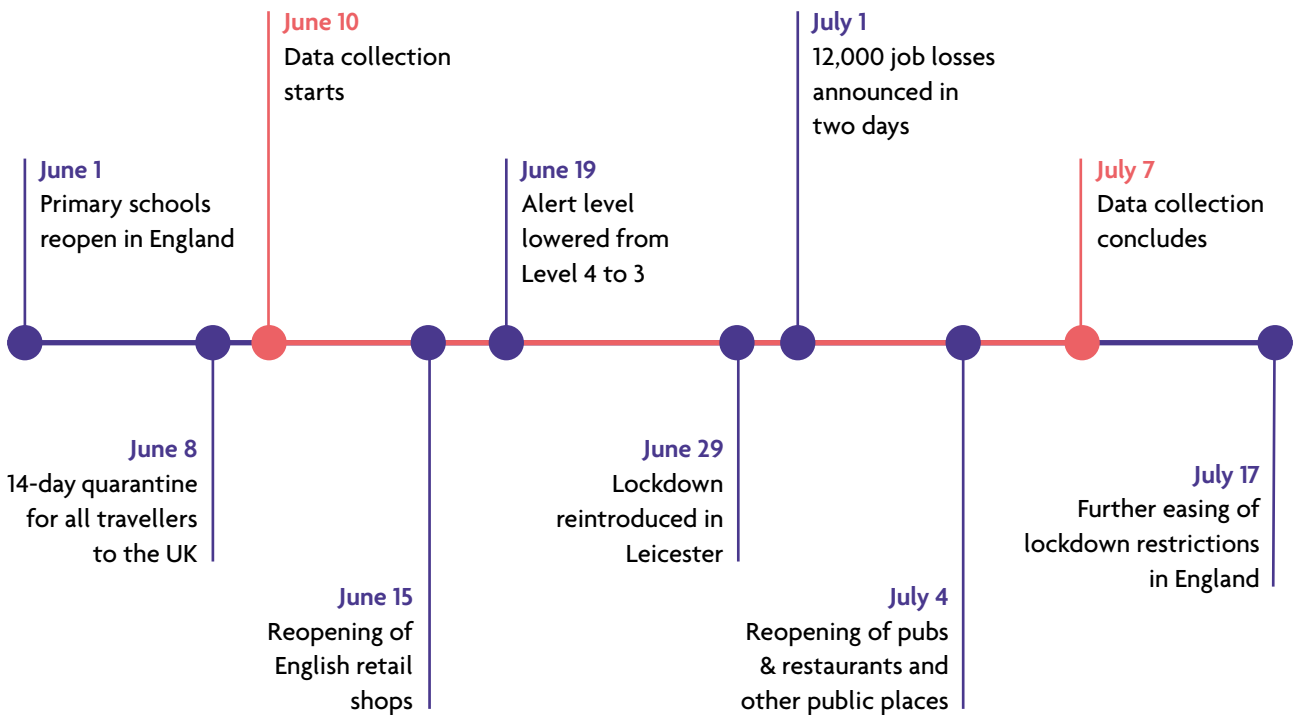 June 10
Data collection
starts
July 1
12,000 job losses
announced in
two days
June 1
Primary schools
reopen in England
June 19
Alert level
lowered from
Level 4 to 3
July 7
Data collection
concludes
June 8
14-day quarantine
for all travellers
to the UK
June 29
Lockdown
reintroduced in
Leicester
July 17
Further easing of
lockdown restrictions
in England
June 15
Reopening of
English retail
shops
July 4
Reopening of pubs
& restaurants and
other public places